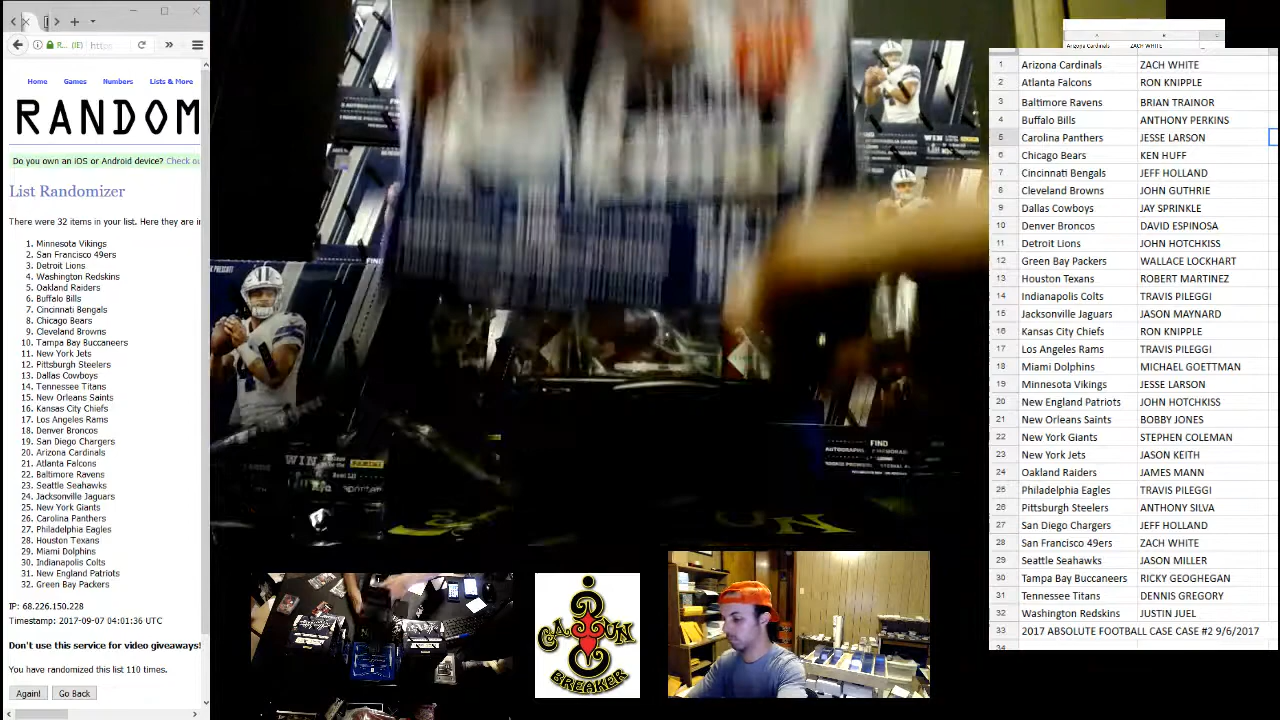 R... (IE)
https
Home Games Numbers Lists & More
RANDOM
Do you own an iOS or Android device? Check ou
List Randomizer
There were 32 items in your list. Here they are i
1. Minnesota Vikings
2. San Francisco 49ers
3. Detroit Lions
4. Washington Redskins
5. Oakland Raiders
6. Buffalo Bills
7. Cincinnati Bengals
8. Chicago Bears
9. Cleveland Browns
10. Tampa Bay Buccaneers
11. New York Jets
12. Pittsburgh Steelers
13. Dallas Cowboys
14. Tennessee Titans
15. New Orleans Saints
16. Kansas City Chiefs
17. Los Angeles Rams
18. Denver Broncos
19. San Diego Chargers
20. Arizona Cardinals
21. Atlanta Falcons
22. Baltimore Ravens
23. Seattle Seahawks
24. Jacksonville Jaguars
25. New York Giants
26. Carolina Panthers
27. Philadelphia Eagles
28. Houston Texans
29. Miami Dolphins
30. Indianapolis Colts
31. New England Patriots
32. Green Bay Packers
IP: 68.226.150.228
Timestamp: 2017-09-07 04:01:36 UTC
Don't use this service for video giveaways!
You have randomized this list 110 times.
Again! Go Back
WIN
PANINI
FIND
WIN
FIND
CAJUN
BREAKER
Arizona Cardinals ZACH WHITE
1 Arizona Cardinals ZACH WHITE
2 Atlanta Falcons RON KNIPPLE
3 Baltimore Ravens BRIAN TRAINOR
4 Buffalo Bills ANTHONY PERKINS
5 Carolina Panthers JESSE LARSON
6 Chicago Bears KEN HUFF
7 Cincinnati Bengals JEFF HOLLAND
8 Cleveland Browns JOHN GUTHRIE
9 Dallas Cowboys JAY SPRINKLE
10 Denver Broncos DAVID ESPINOSA
11 Detroit Lions JOHN HOTCHKISS
12 Green Bay Packers WALLACE LOCKHART
13 Houston Texans ROBERT MARTINEZ
14 Indianapolis Colts TRAVIS PILEGGI
15 Jacksonville Jaguars JASON MAYNARD
16 Kansas City Chiefs RON KNIPPLE
17 Los Angeles Rams TRAVIS PILEGGI
18 Miami Dolphins MICHAEL GOETTMAN
19 Minnesota Vikings JESSE LARSON
20 New England Patriots JOHN HOTCHKISS
21 New Orleans Saints BOBBY JONES
22 New York Giants STEPHEN COLEMAN
23 New York Jets JASON KEITH
24 Oakland Raiders JAMES MANN
25 Philadelphia Eagles TRAVIS PILEGGI
26 Pittsburgh Steelers ANTHONY SILVA
27 San Diego Chargers JEFF HOLLAND
28 San Francisco 49ers ZACH WHITE
29 Seattle Seahawks JASON MILLER
30 Tampa Bay Buccaneers RICKY GEOGHEGAN
31 Tennessee Titans DENNIS GREGORY
32 Washington Redskins JUSTIN JUEL
33 2017 ABSOLUTE FOOTBALL CASE CASE #2 9/6/2017
34